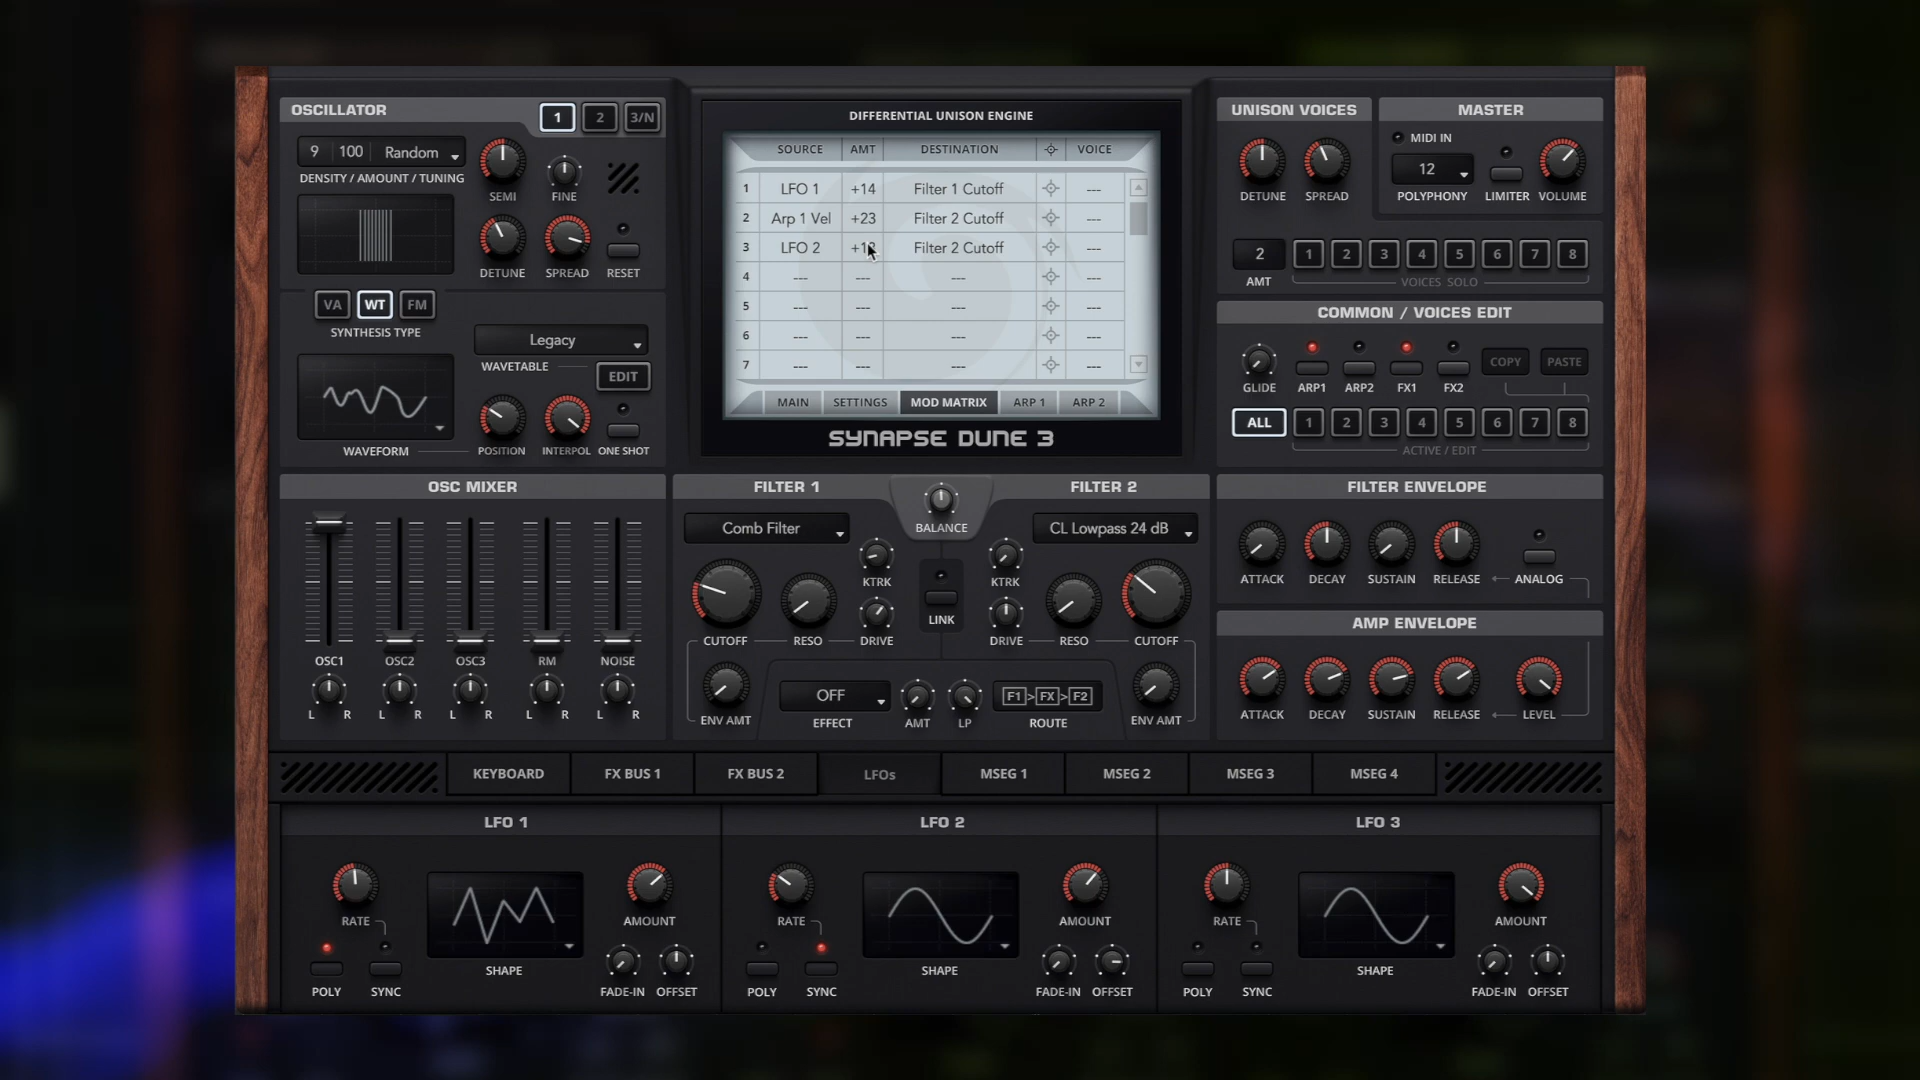 OSCILLATOR
1 2 3/N
9 100 Random
DENSITY / AMOUNT / TUNING
SEMI FINE
DETUNE SPREAD RESET
VA WT FM
SYNTHESIS TYPE
Legacy
WAVETABLE
EDIT
WAVEFORM POSITION INTERPOL ONE SHOT
DIFFERENTIAL UNISON ENGINE
SOURCE AMT DESTINATION VOICE
1 LFO 1 +14 Filter 1 Cutoff ---
2 Arp 1 Vel +23 Filter 2 Cutoff ---
3 LFO 2 Filter 2 Cutoff ---
4 --- --- --- ---
5 --- --- --- ---
6 --- --- --- ---
7 --- --- --- ---
MAIN SETTINGS MOD MATRIX ARP 1 ARP 2
SYNAPSE DUNE 3
UNISON VOICES
DETUNE SPREAD
MASTER
MIDI IN
12
POLYPHONY LIMITER VOLUME
2 1 2 3 4 5 6 7 8
AMT VOICES SOLO
COMMON / VOICES EDIT
COPY PASTE
GLIDE ARP1 ARP2 FX1 FX2
ALL 1 2 3 4 5 6 7 8
ACTIVE / EDIT
OSC MIXER
OSC1 OSC2 OSC3 RM NOISE
L R L R L R L R L R
FILTER 1 FILTER 2
BALANCE
Comb Filter CL Lowpass 24 dB
KTRK KTRK
LINK
CUTOFF RESO DRIVE DRIVE RESO CUTOFF
OFF F1>FX>F2
ENV AMT EFFECT AMT LP ROUTE ENV AMT
FILTER ENVELOPE
ATTACK DECAY SUSTAIN RELEASE ANALOG
AMP ENVELOPE
ATTACK DECAY SUSTAIN RELEASE LEVEL
KEYBOARD FX BUS 1 FX BUS 2 LFOs MSEG 1 MSEG 2 MSEG 3 MSEG 4
LFO 1
RATE AMOUNT
POLY SYNC SHAPE FADE-IN OFFSET
LFO 2
RATE AMOUNT
POLY SYNC SHAPE FADE-IN OFFSET
LFO 3
RATE AMOUNT
POLY SYNC SHAPE FADE-IN OFFSET